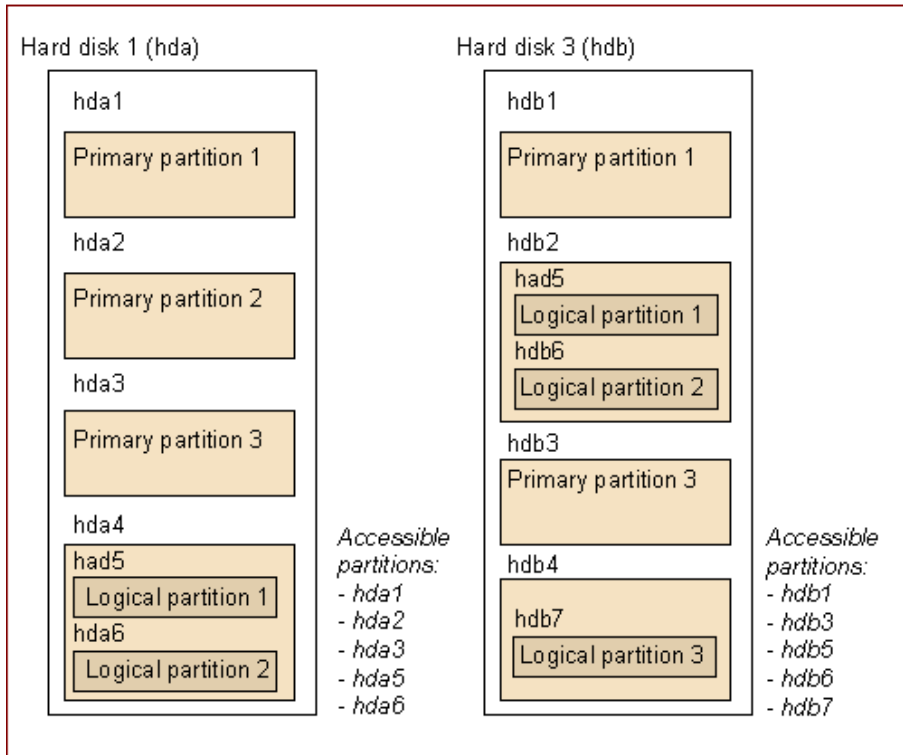 Hard disk 1 (hda)
hda1
Primary partition 1
hda2
Primary partition 2
hda3
Primary partition 3
hda4
had5
Logical partition 1
hda6
Logical partition 2
Accessible
partitions:
- hda1
- hda2
- hda3
- hda5
- hda6
Hard disk 3 (hdb)
hdb1
Primary partition 1
hdb2
had5
Logical partition 1
hdb6
Logical partition 2
hdb3
Primary partition 3
hdb4
hdb7
Logical partition 3
Accessible
partitions:
- hdb1
- hdb3
- hdb5
- hdb6
- hdb7